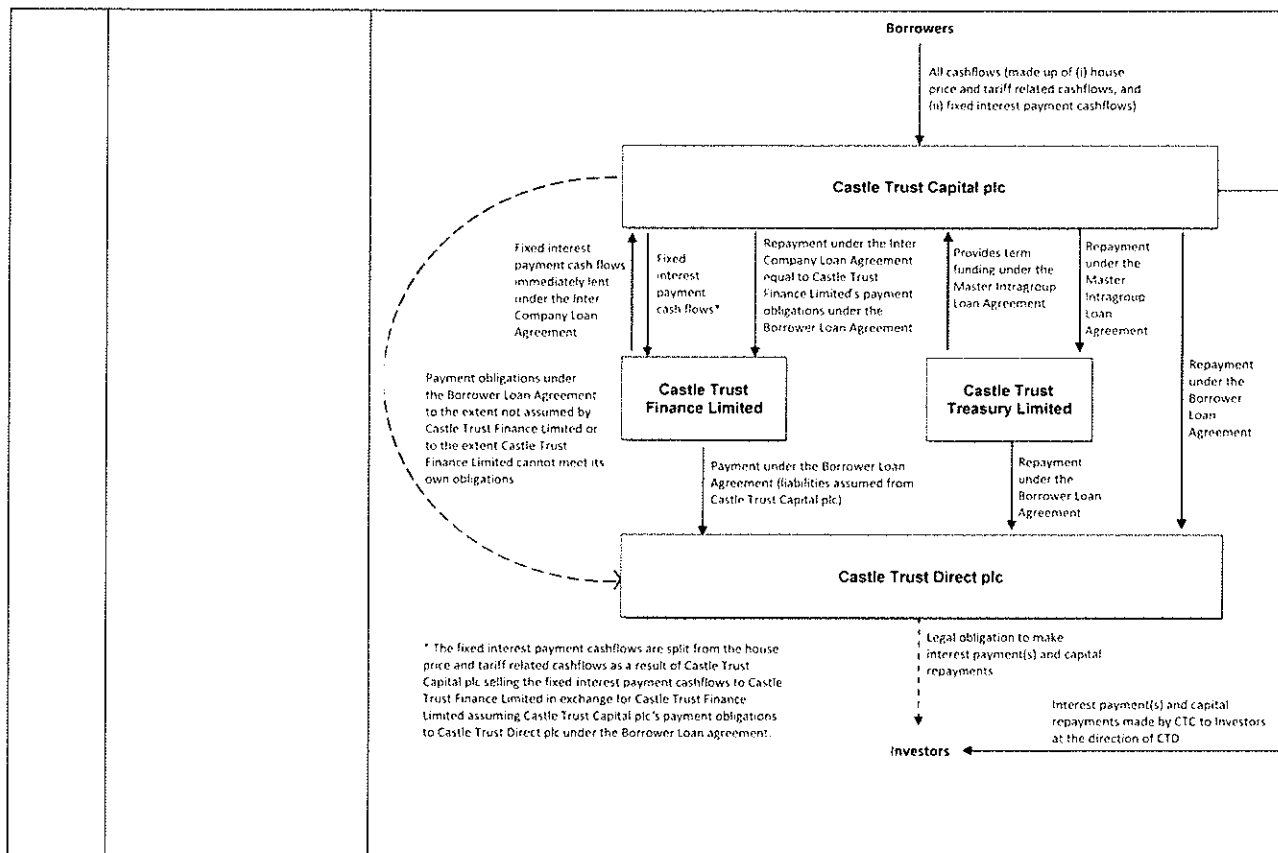 Borrowers
All cashflows (made up of (i) house
price and tariff related cashflows, and
(ii) fixed interest payment cashflows)
Castle Trust Capital plc
Fixed interest
payment cash flows
immediately lent
under the Inter
Company Loan
Agreement
Fixed
interest
payment
cash flows*
Repayment under the Inter
Company Loan Agreement
equal to Castle Trust
Finance Limited's payment
obligations under the
Borrower Loan Agreement
Provides term
funding under the
Master Intragroup
Loan Agreement
Repayment
under the
Master
Intragroup
Loan
Agreement
Repayment
under the
Borrower
Loan
Agreement
Castle Trust
Finance Limited
Castle Trust
Treasury Limited
Payment obligations under
the Borrower Loan Agreement
to the extent not assumed by
Castle Trust Finance Limited or
to the extent Castle Trust
Finance Limited cannot meet its
own obligations
Payment under the Borrower Loan
Agreement (liabilities assumed from
Castle Trust Capital plc)
Repayment
under the
Borrower Loan
Agreement
Castle Trust Direct plc
* The fixed interest payment cashflows are split from the house
price and tariff related cashflows as a result of Castle Trust
Capital plc selling the fixed interest payment cashflows to Castle
Trust Finance Limited in exchange for Castle Trust Finance
Limited assuming Castle Trust Capital plc's payment obligations
to Castle Trust Direct plc under the Borrower Loan agreement.
Legal obligation to make
interest payment(s) and capital
repayments
Interest payment(s) and capital
repayments made by CTC to Investors
at the direction of CTD
Investors